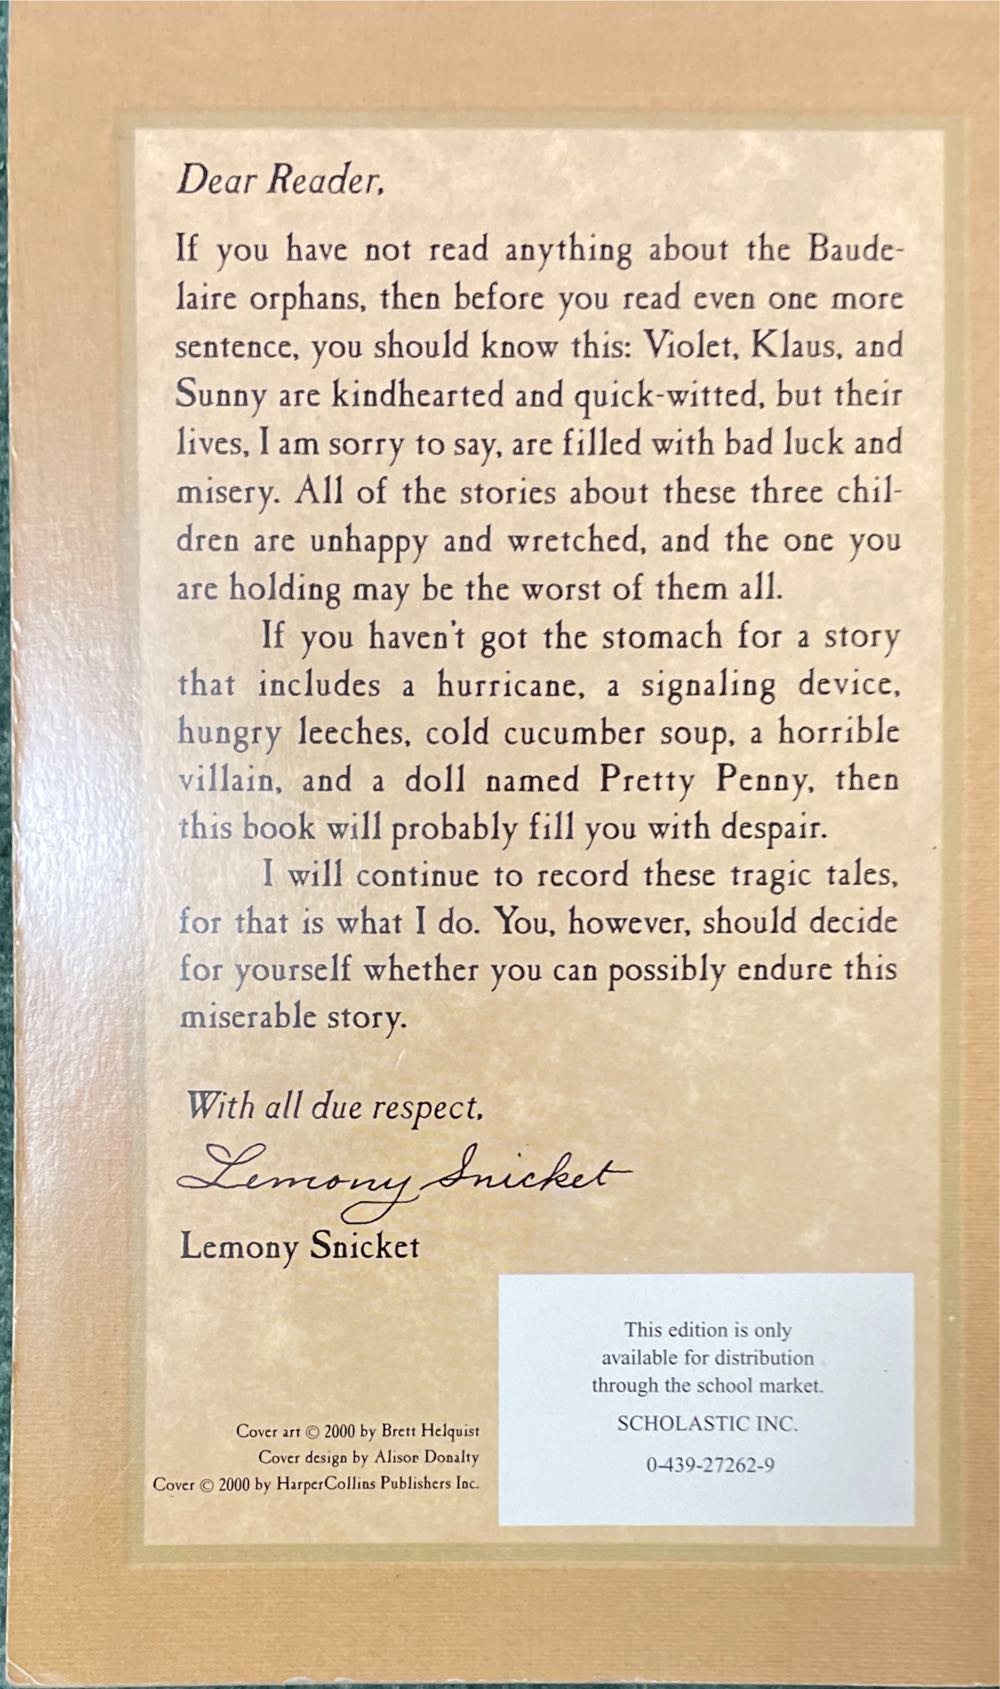 Dear Reader,
If you have not read anything about the Baude-
laire orphans, then before you read even one more
sentence, you should know this: Violet, Klaus, and
Sunny are kindhearted and quick-witted, but their
lives, I am sorry to say, are filled with bad luck and
misery. All of the stories about these three chil-
dren are unhappy and wretched, and the one you
are holding may be the worst of them all.
If you haven't got the stomach for a story
that includes a hurricane, a signaling device,
hungry leeches, cold cucumber soup, a horrible
villain, and a doll named Pretty Penny, then
this book will probably fill you with despair.
I will continue to record these tragic tales,
for that is what I do. You, however, should decide
for yourself whether you can possibly endure this
miserable story.
With all due respect,
Lemony Snicket
Lemony Snicket
Cover art © 2000 by Brett Helquist
Cover design by Alison Donalty
Cover © 2000 by HarperCollins Publishers Inc.
This edition is only
available for distribution
through the school market.
SCHOLASTIC INC.
0-439-27262-9